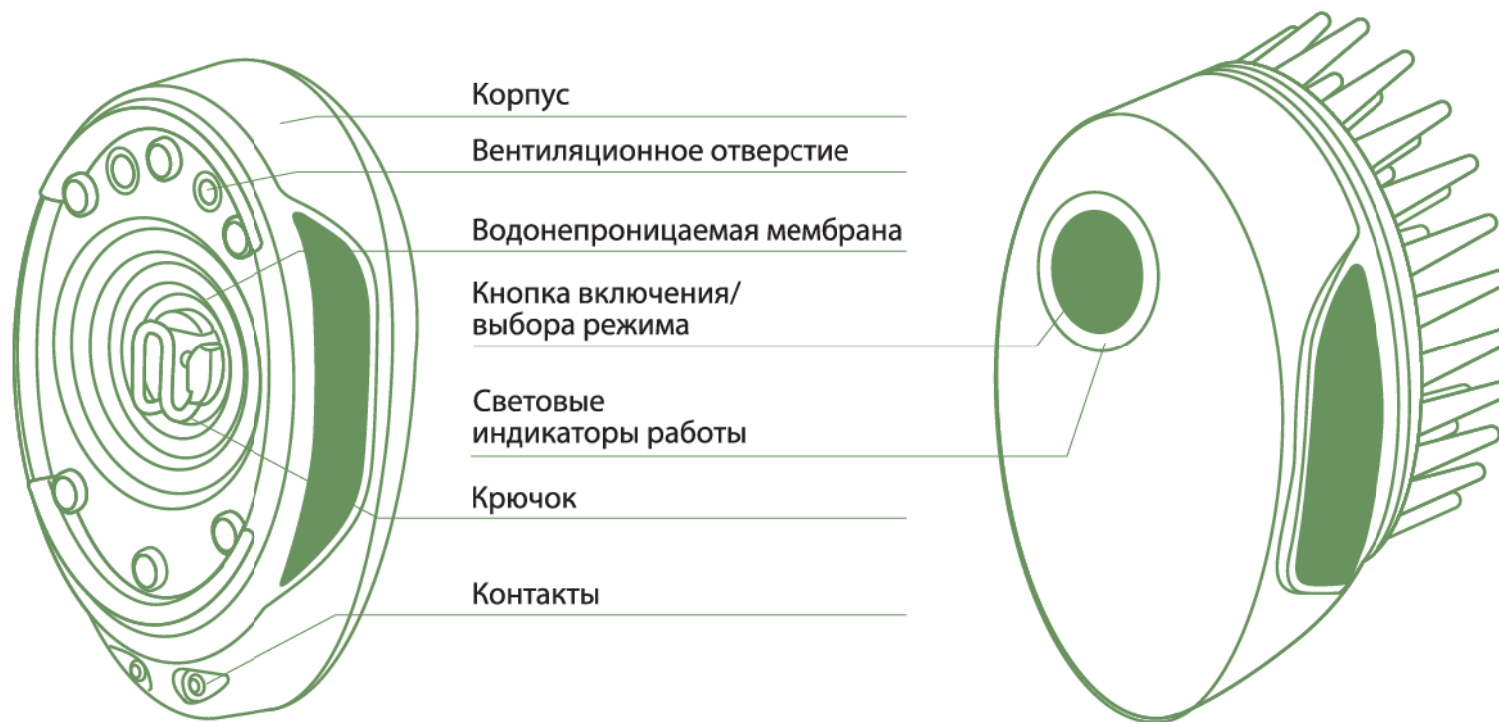 Корпус
Вентиляционное отверстие
Водонепроницаемая мембрана
Кнопка включения/
выбора режима
Световые
индикаторы работы
Крючок
Контакты